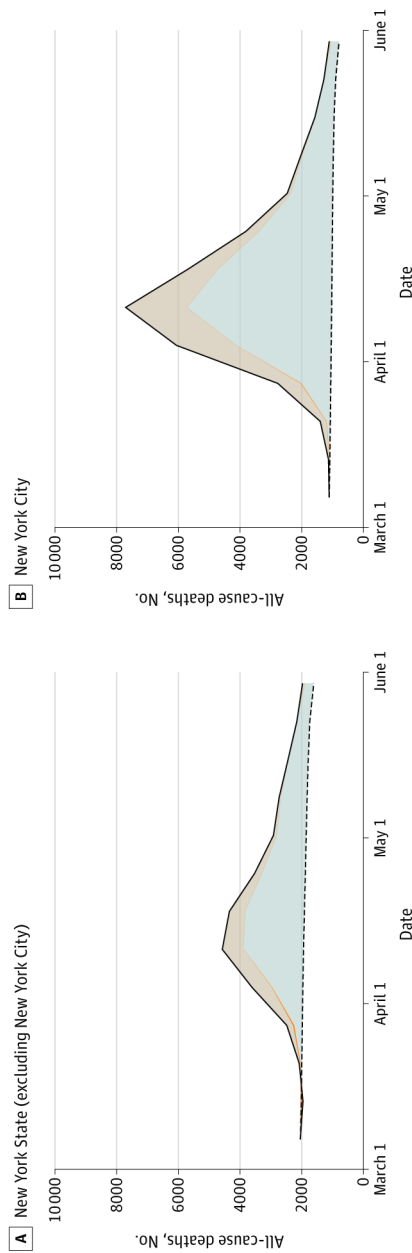 A New York State (excluding New York City)
10000
8000
6000
4000
2000
0
All-cause deaths, No.
March 1
April 1
May 1
June 1
Date
B New York City
10000
8000
6000
4000
2000
0
All-cause deaths, No.
March 1
April 1
May 1
June 1
Date